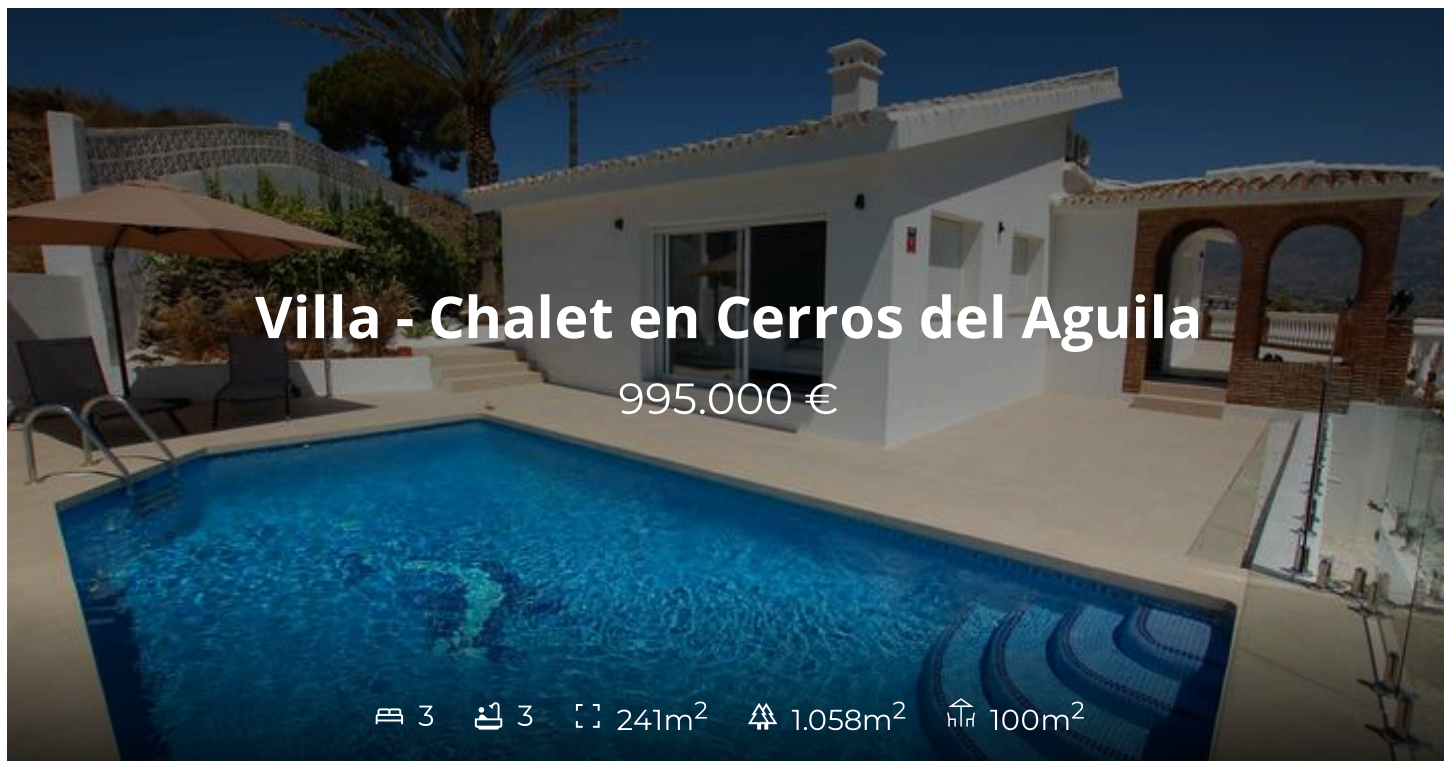 Villa - Chalet en Cerros del Aguila
995.000 €
3 3 241m² 1.058m² 100m²